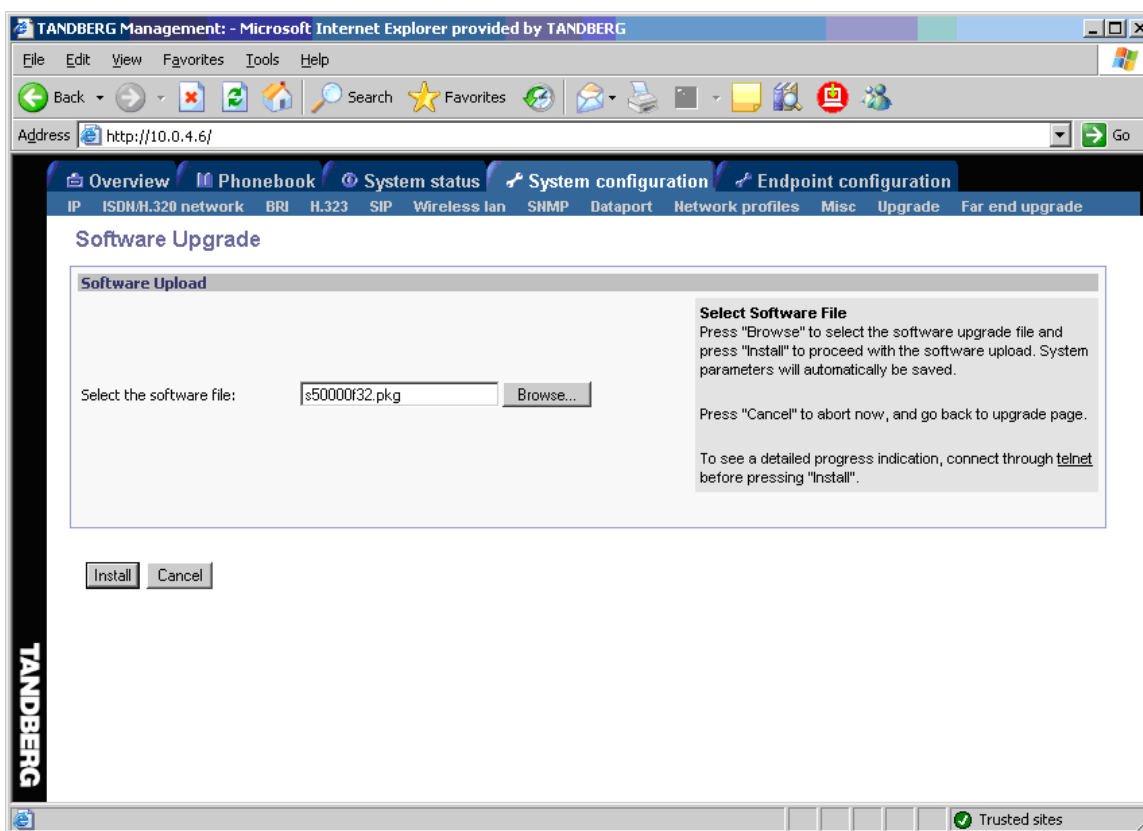 TANDBERG Management: - Microsoft Internet Explorer provided by TANDBERG
File Edit View Favorites Tools Help
Back Search Favorites
Address http://10.0.4.6/ Go
Overview Phonebook System status System configuration Endpoint configuration
IP ISDN/H.320 network BRI H.323 SIP Wireless lan SNMP Dataport Network profiles Misc Upgrade Far end upgrade
Software Upgrade
Software Upload
Select the software file: s50000f32.pkg Browse...
Select Software File
Press "Browse" to select the software upgrade file and
press "Install" to proceed with the software upload. System
parameters will automatically be saved.
Press "Cancel" to abort now, and go back to upgrade page.
To see a detailed progress indication, connect through telnet
before pressing "Install".
Install Cancel
TANDBERG
Trusted sites